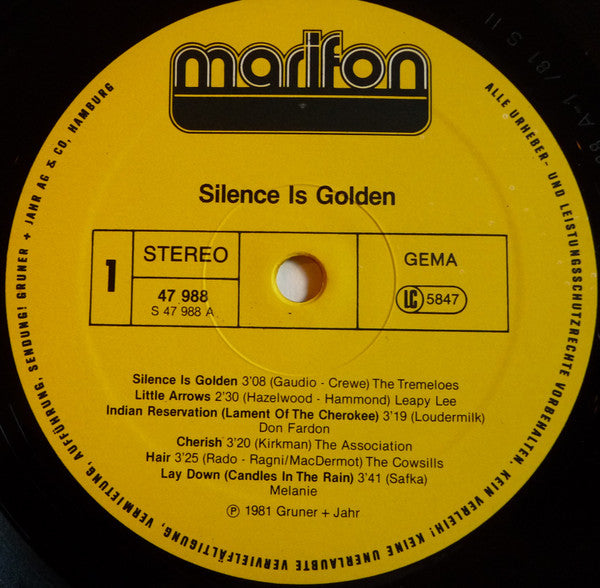 marifon
Silence Is Golden
1
STEREO
47 988
S 47 988 A
GEMA
LC 5847
Silence Is Golden 3'08 (Gaudio - Crewe) The Tremeloes
Little Arrows 2'30 (Hazelwood - Hammond) Leapy Lee
Indian Reservation (Lament Of The Cherokee) 3'19 (Loudermilk)
Don Fardon
Cherish 3'20 (Kirkman) The Association
Hair 3'25 (Rado - Ragni/MacDermot) The Cowsills
Lay Down (Candles In The Rain) 3'41 (Safka)
Melanie
Ⓟ 1981 Gruner + Jahr
ALLE URHEBER- UND LEISTUNGSSCHUTZRECHTE VORBEHALTEN. KEIN VERLEIH! KEINE UNERLAUBTE VERVIELFÄLTIGUNG, VERMIETUNG, AUFFÜHRUNG, SENDUNG! GRUNER + JAHR AG & CO, HAMBURG